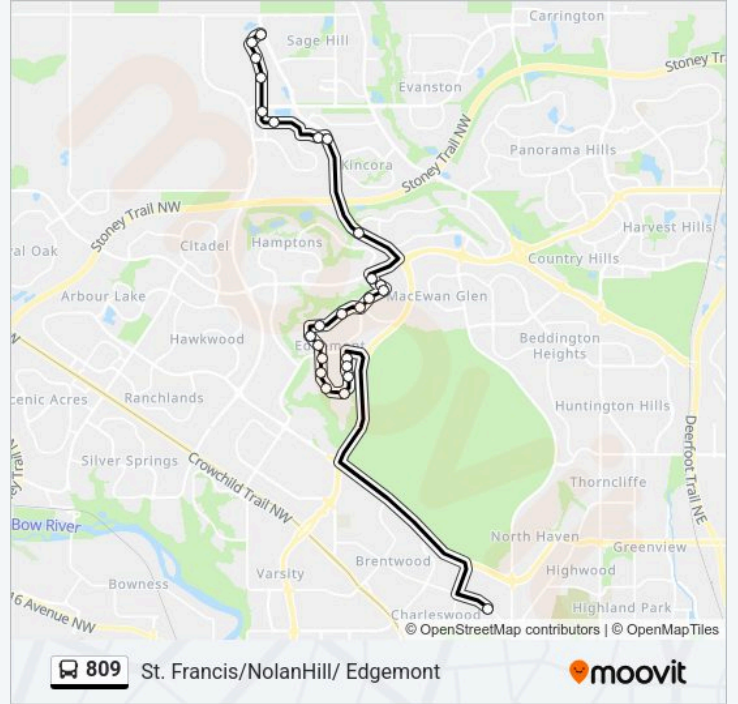 Carrington
Sage Hill
Stoney Tr
Evanston
Stoney Trail NW
Panorama Hills
Kincora
Stoney Trail NW
Citadel
Hamptons
Harvest Hills
ral Oak
Country Hills
Arbour Lake
MacEwan Glen
Hawkwood
Edgemont
Beddington
Heights
cenic Acres
Ranchlands
Huntington Hills
Deerfoot Trail NE
Silver Springs
Crowchild Trail NW
Thorncliffe
Bow River
North Haven
Greenview
Brentwood
Varsity
Highwood
Bowness
16 Avenue NW
Charleswood
Highland Park
© OpenStreetMap contributors | © OpenMapTiles
809 St. Francis/NolanHill/ Edgemont
moovit